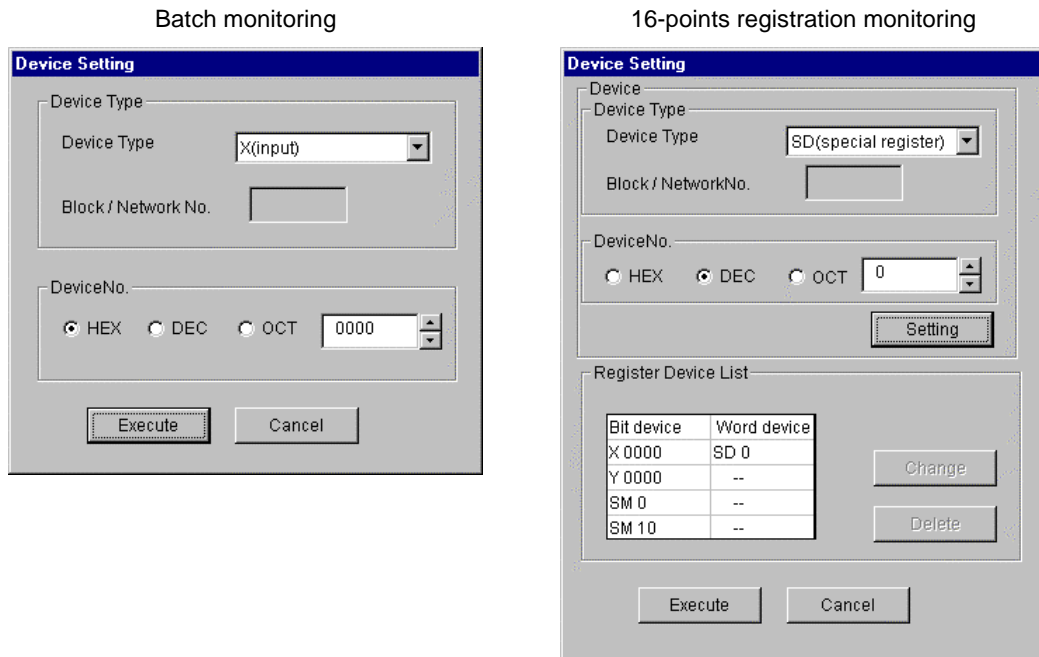 Batch monitoring
Device Setting
Device Type
Device Type X(input)
Block / Network No.
DeviceNo.
HEX DEC OCT 0000
Execute Cancel
16-points registration monitoring
Device Setting
Device
Device Type
Device Type SD(special register)
Block / NetworkNo.
DeviceNo.
HEX DEC OCT 0
Setting
Register Device List
Bit device Word device
X 0000 SD 0
Y 0000 --
SM 0 --
SM 10 --
Change
Delete
Execute Cancel